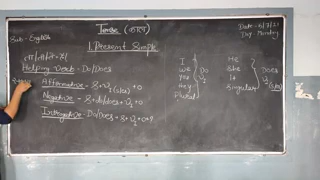 Tense (काल)
Date - 6/7/21
Day: Monday
Sub - English
1. Present Simple
Helping Verb - Do/Does
Affirmative - S+V₁(s/es)+O
Negative - S+do/does+V₁+O
Introgative - Do/Does+S+V₁+O+?
I
we
you
they
Plural
Do
V₁
He
She
It
Singular
Does
V₁
(s/es)